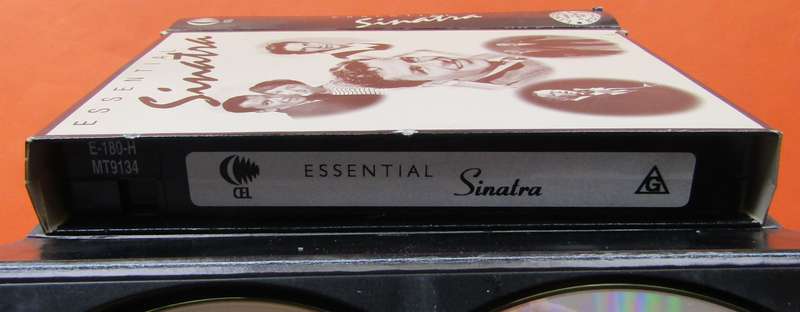 Sinatra
ESSENTIAL
Sinatra
E-180-H
MT9134
ESSENTIAL Sinatra
G